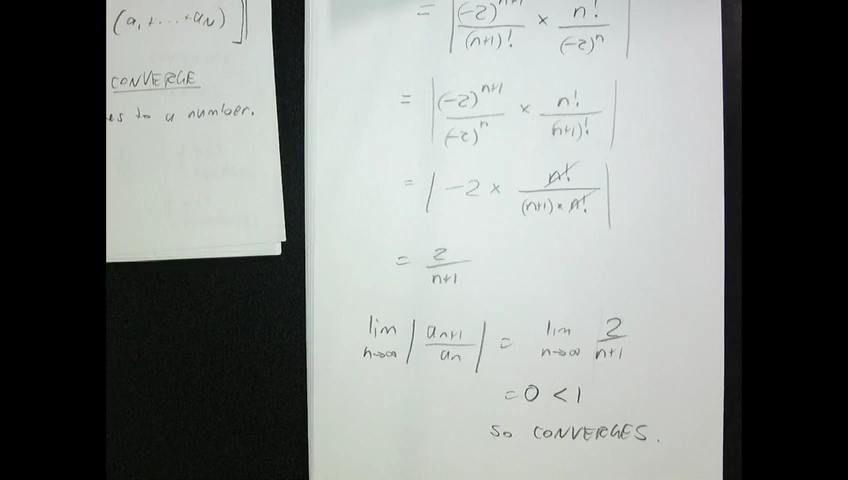 (a₁+...+a_N)]
CONVERGE
es to a number.
= |(-2)ⁿ⁺¹/(n+1)! × n!/(-2)ⁿ|
= |(-2)ⁿ⁺¹/(-2)ⁿ × n!/(n+1)!|
= |-2 × n!/((n+1) × n!)|
= 2/(n+1)
lim n→∞ |aₙ₊₁/aₙ| = lim n→∞ 2/(n+1)
= 0 < 1
SO CONVERGES.